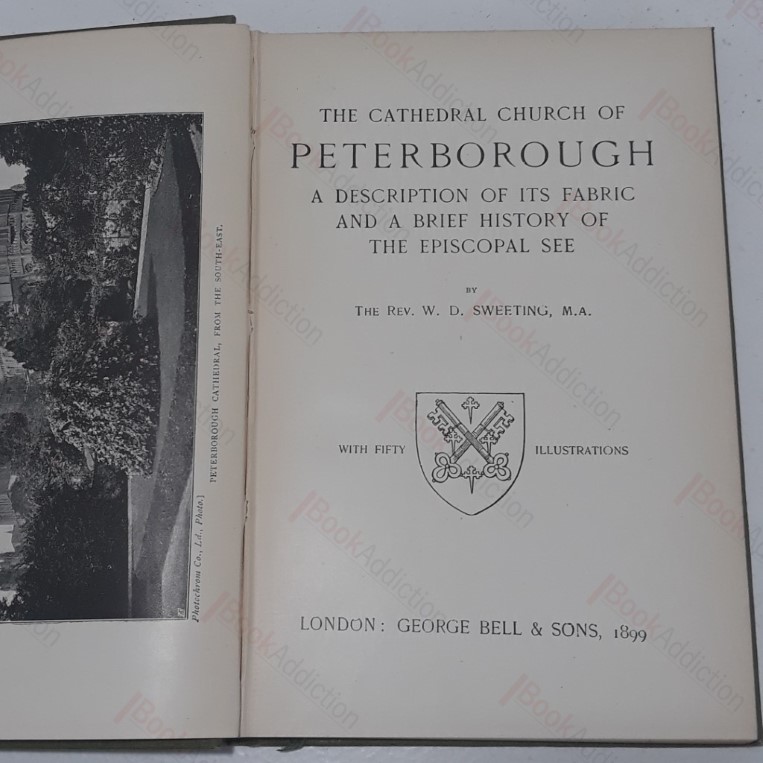 PETERBOROUGH CATHEDRAL, FROM THE SOUTH-EAST.
Photochrom Co., Ld., Photo.]
THE CATHEDRAL CHURCH OF
PETERBOROUGH
A DESCRIPTION OF ITS FABRIC
AND A BRIEF HISTORY OF
THE EPISCOPAL SEE
BY
THE REV. W. D. SWEETING, M.A.
WITH FIFTY ILLUSTRATIONS
LONDON: GEORGE BELL & SONS, 1899
BookAddiction